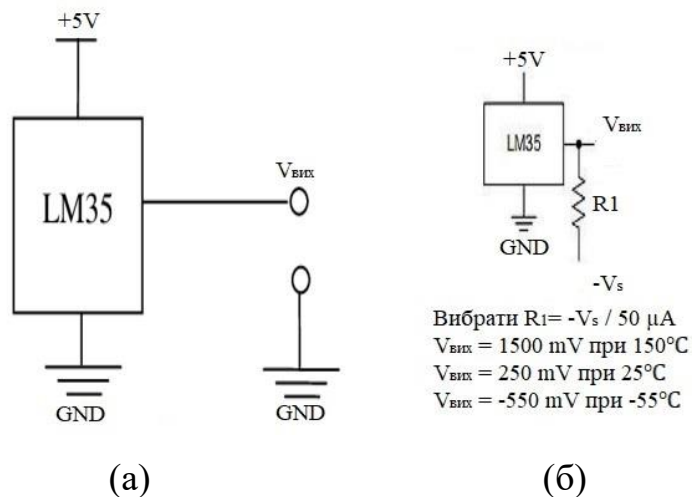 +5V
LM35
Vвих
GND
GND
(а)
+5V
LM35
Vвих
R1
GND
-Vs
Вибрати R1= -Vs / 50 μA
Vвих = 1500 mV при 150℃
Vвих = 250 mV при 25℃
Vвих = -550 mV при -55℃
(б)